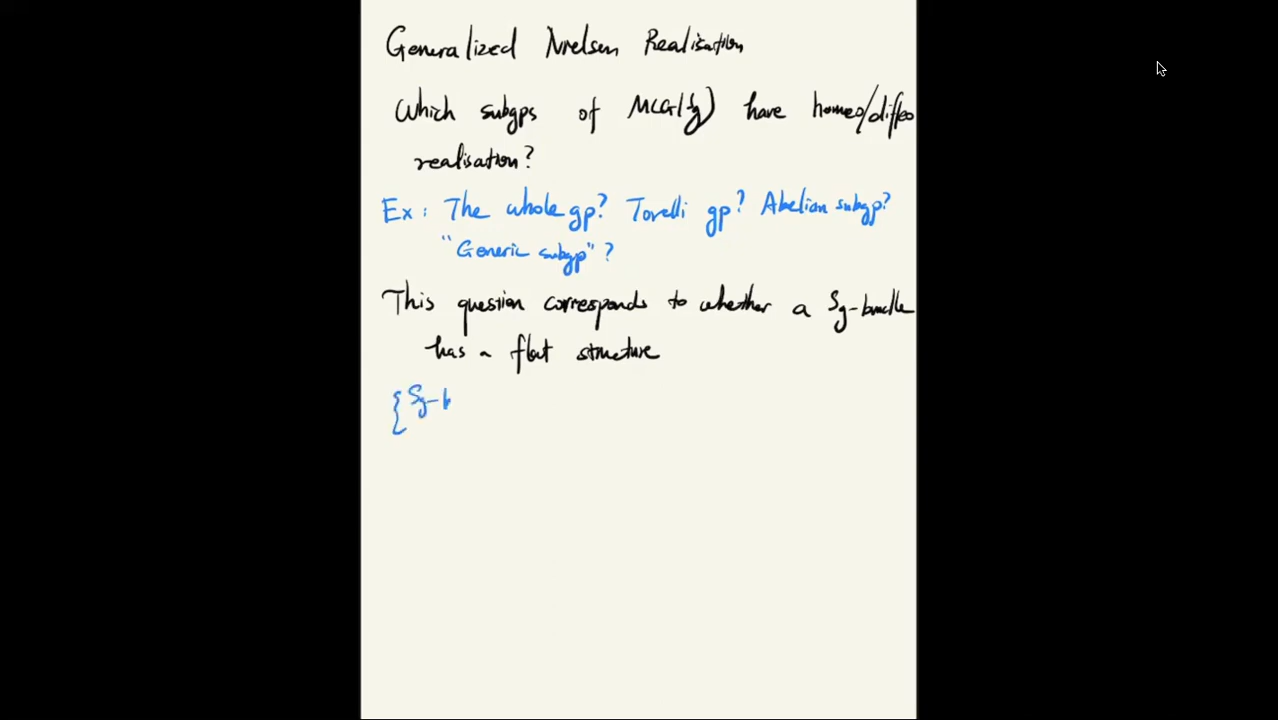 Generalized Nielsen Realisation
Which subgps of MCG(Sg) have homeo/diffeo
realisation?
Ex: The whole gp? Torelli gp? Abelian subgp?
"Generic subgp"?
This question corresponds to whether a Sg-bundle
has a flat structure
{Sg-b